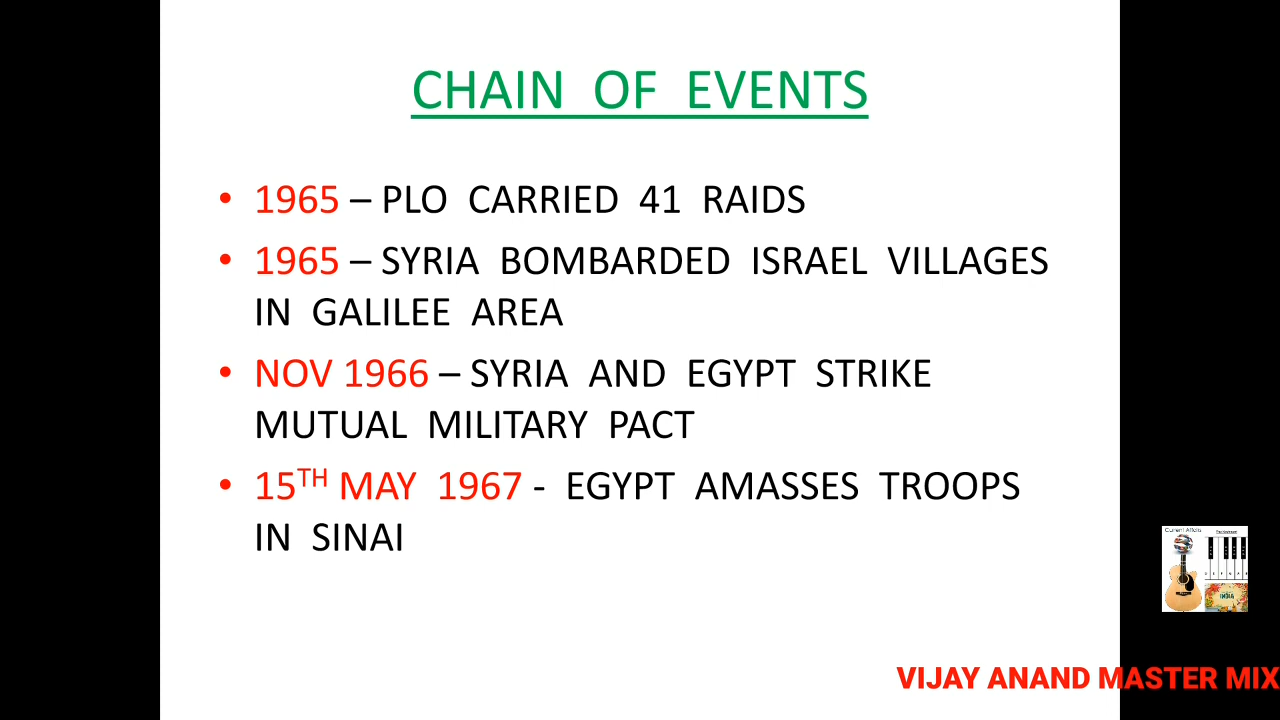 CHAIN OF EVENTS
• 1965 – PLO CARRIED 41 RAIDS
• 1965 – SYRIA BOMBARDED ISRAEL VILLAGES
IN GALILEE AREA
• NOV 1966 – SYRIA AND EGYPT STRIKE
MUTUAL MILITARY PACT
• 15TH MAY 1967 - EGYPT AMASSES TROOPS
IN SINAI
INDIA
VIJAY ANAND MASTER MIX